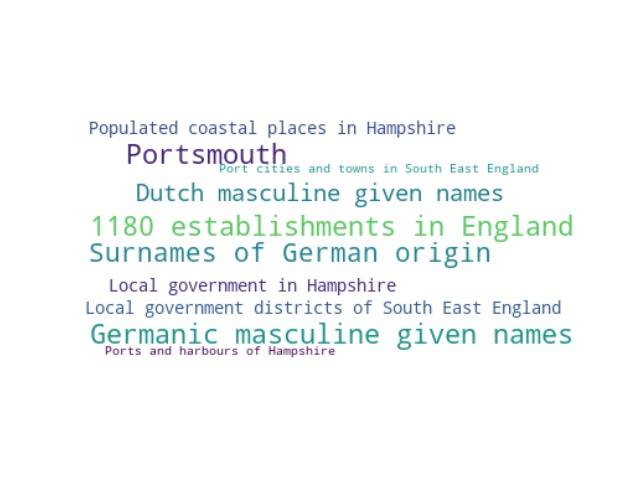 Populated coastal places in Hampshire
Portsmouth
Port cities and towns in South East England
Dutch masculine given names
1180 establishments in England
Surnames of German origin
Local government in Hampshire
Local government districts of South East England
Germanic masculine given names
Ports and harbours of Hampshire